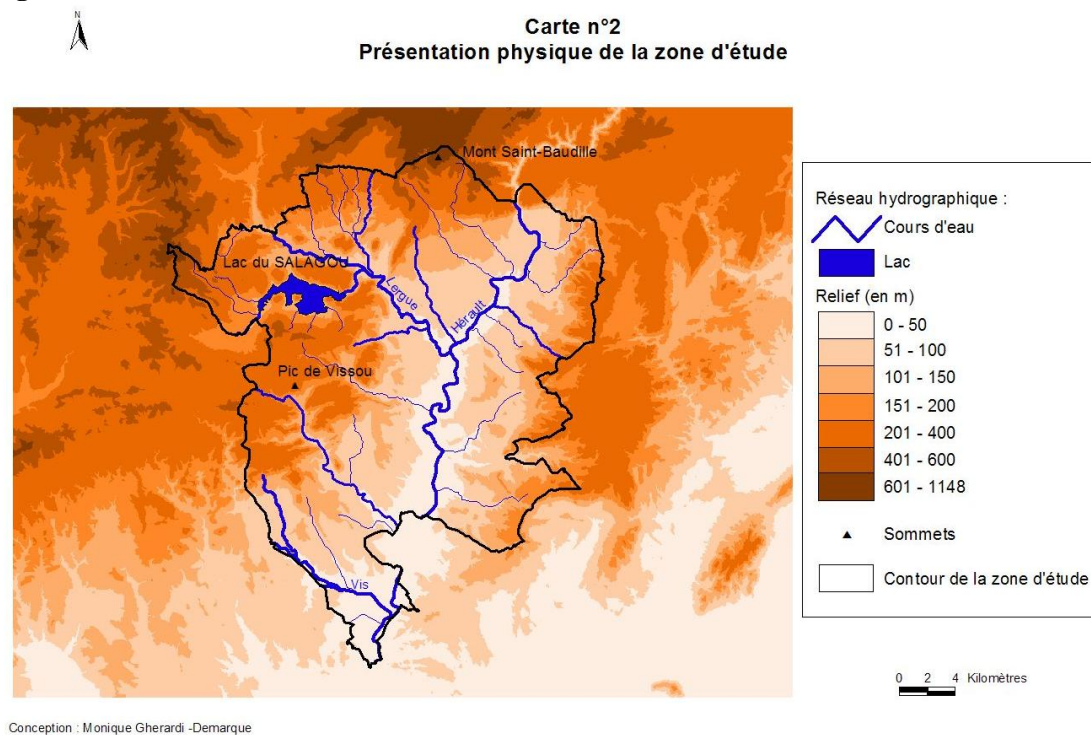 N
Carte n°2
Présentation physique de la zone d'étude
Mont Saint-Baudille
Lac du SALAGOU
Lergue
Hérault
Pic de Vissou
Vis
Réseau hydrographique :
Cours d'eau
Lac
Relief (en m)
0 - 50
51 - 100
101 - 150
151 - 200
201 - 400
401 - 600
601 - 1148
Sommets
Contour de la zone d'étude
0 2 4 Kilomètres
Conception : Monique Gherardi -Demarque